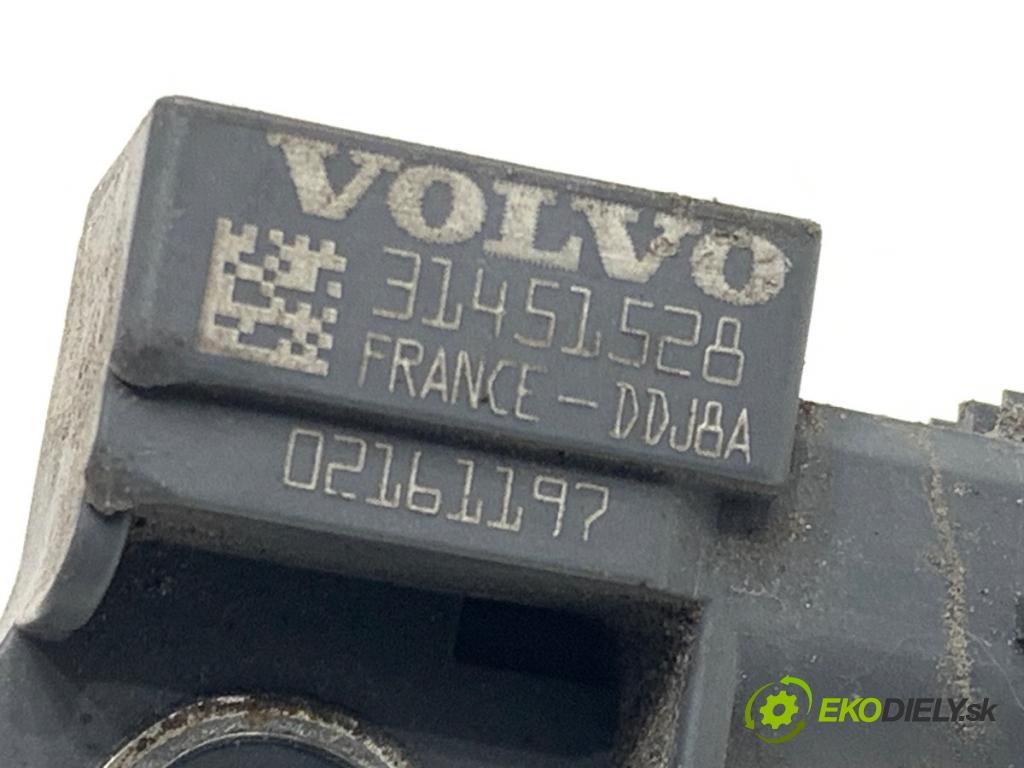 VOLVO
31451528
FRANCE - DDJ8A
02161197
EKODIELY.sk